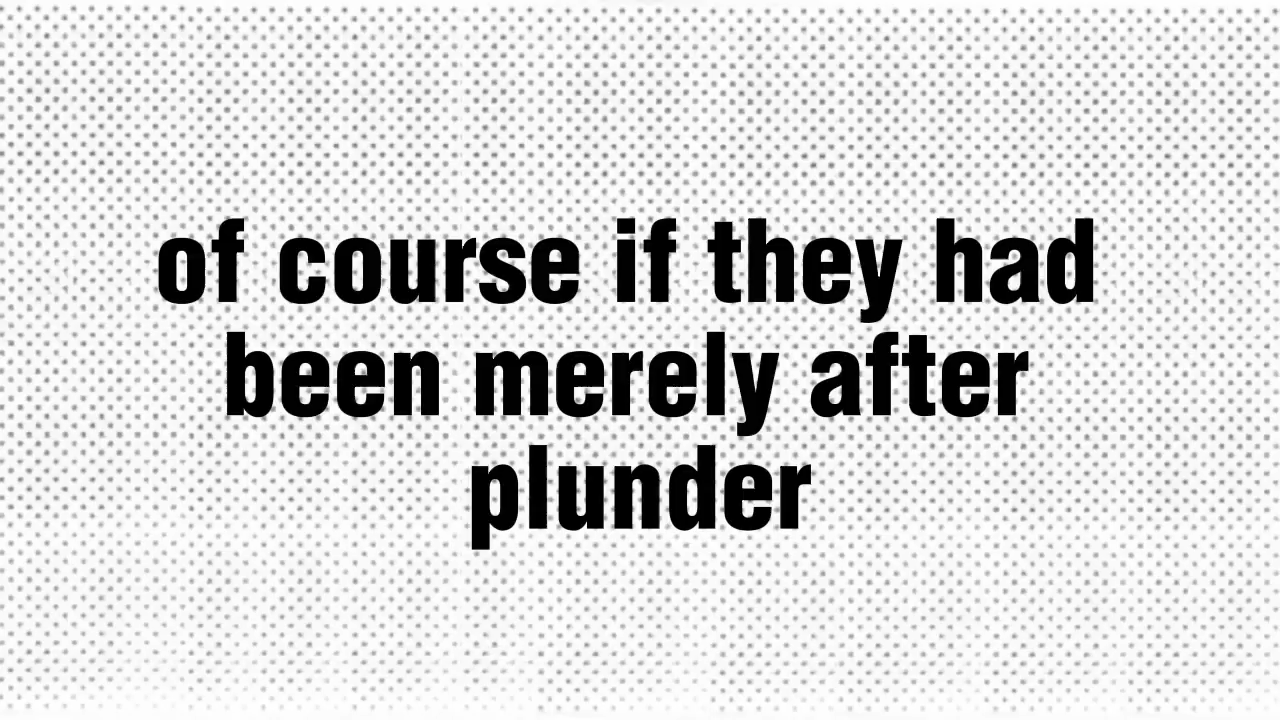 of course if they had
been merely after
plunder